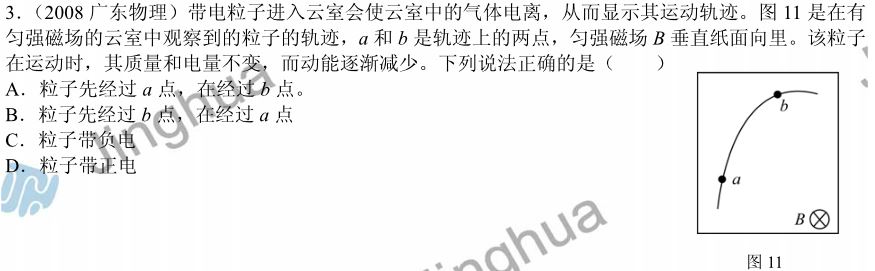 3.（2008 广东物理）带电粒子进入云室会使云室中的气体电离，从而显示其运动轨迹。图 11 是在有
匀强磁场的云室中观察到的粒子的轨迹，a 和 b 是轨迹上的两点，匀强磁场 B 垂直纸面向里。该粒子
在运动时，其质量和电量不变，而动能逐渐减少。下列说法正确的是（　　）
A．粒子先经过 a 点，在经过 b 点。
B．粒子先经过 b 点，在经过 a 点
C．粒子带负电
D．粒子带正电
b
a
B
图 11
Jinghua
inghua